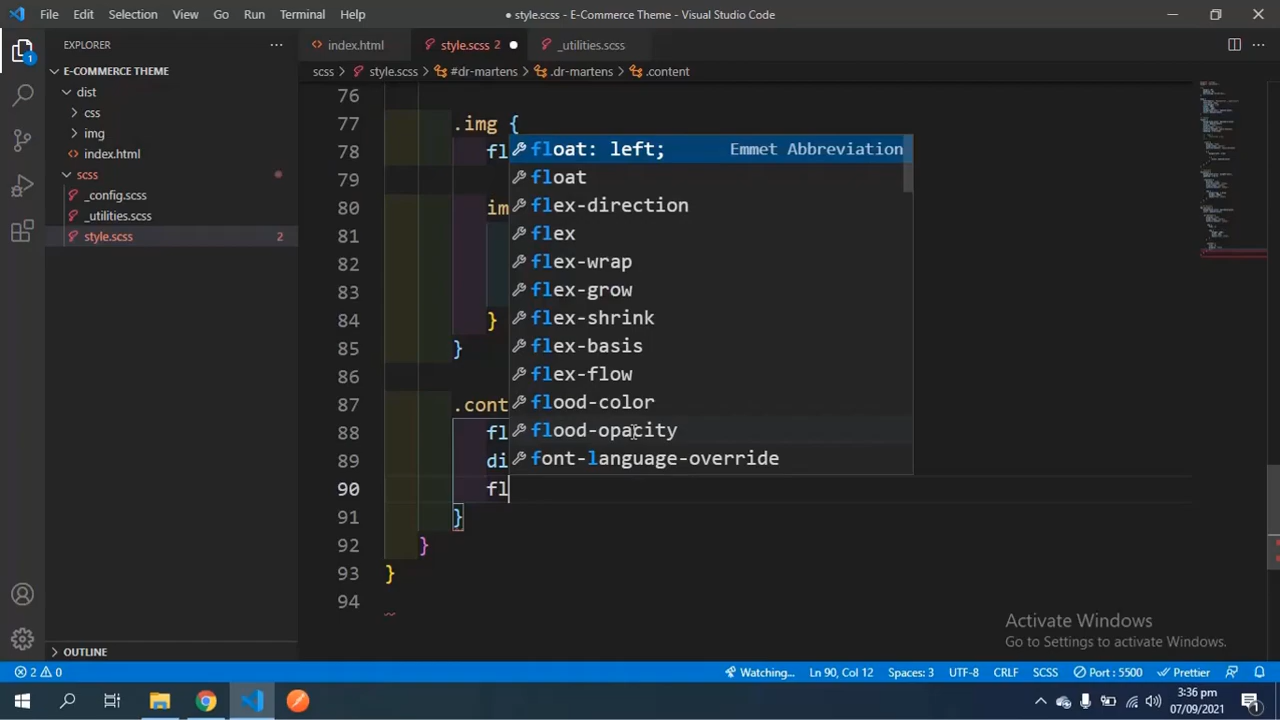 File Edit Selection View Go Run Terminal Help
● style.scss - E-Commerce Theme - Visual Studio Code
EXPLORER
index.html
style.scss 2
_utilities.scss
E-COMMERCE THEME
scss > style.scss > #dr-martens > .dr-martens > .content
dist
css
img
index.html
scss
_config.scss
_utilities.scss
style.scss 2
76
77 .img {
78 fl
79
80 im
81
82
83
84 }
85 }
86
87 .cont
88 fl
89 di
90 fl
91 }
92 }
93 }
94
float: left; Emmet Abbreviation
float
flex-direction
flex
flex-wrap
flex-grow
flex-shrink
flex-basis
flex-flow
flood-color
flood-opacity
font-language-override
Activate Windows
Go to Settings to activate Windows.
OUTLINE
1
2 0
Watching... Ln 90, Col 12 Spaces: 3 UTF-8 CRLF SCSS Port : 5500 Prettier
3:36 pm
07/09/2021
1